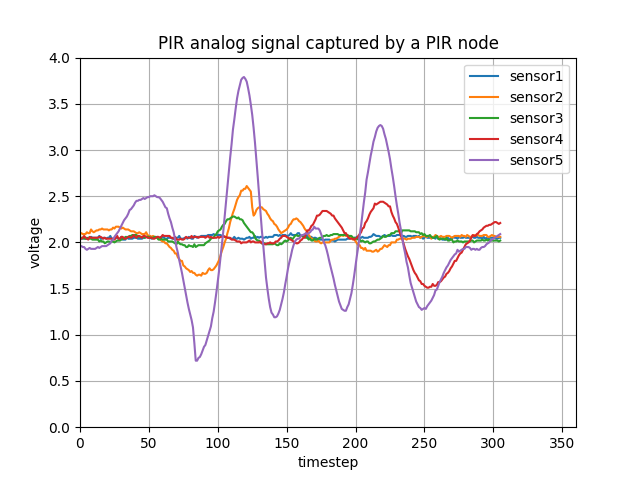 PIR analog signal captured by a PIR node
sensor1
sensor2
sensor3
sensor4
sensor5
voltage
4.0
3.5
3.0
2.5
2.0
1.5
1.0
0.5
0.0
0 50 100 150 200 250 300 350
timestep